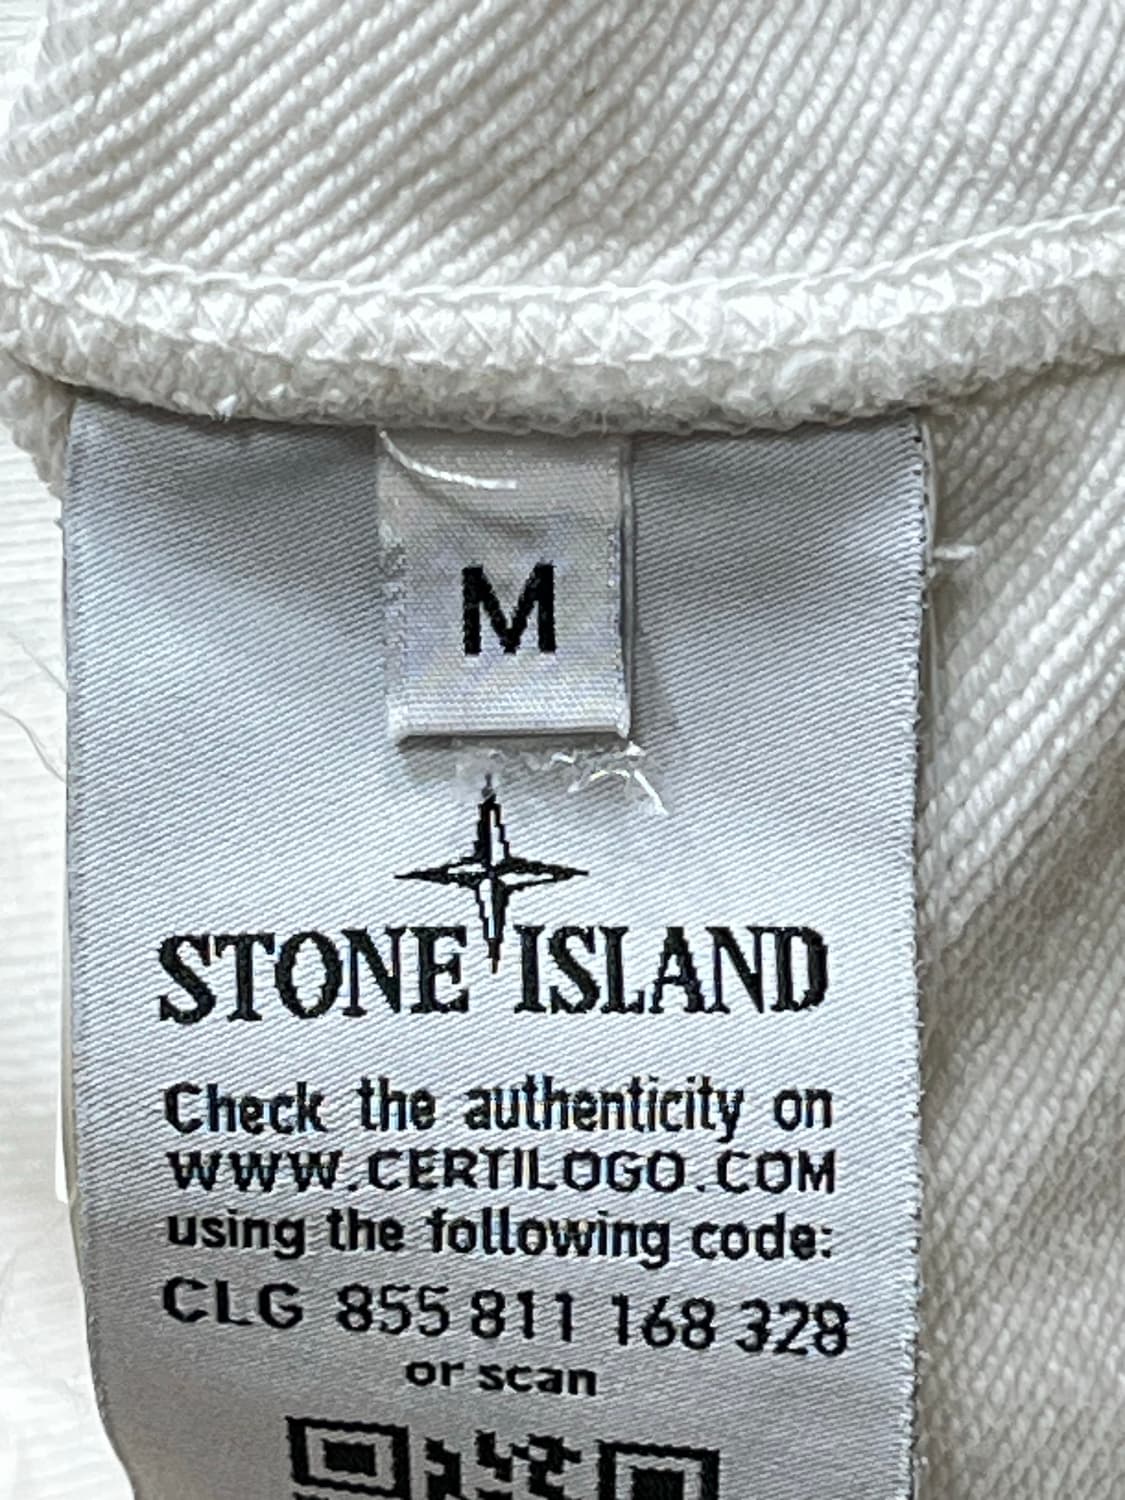 M
STONE ISLAND
Check the authenticity on
WWW.CERTILOGO.COM
using the following code:
CLG 855 811 168 328
or scan